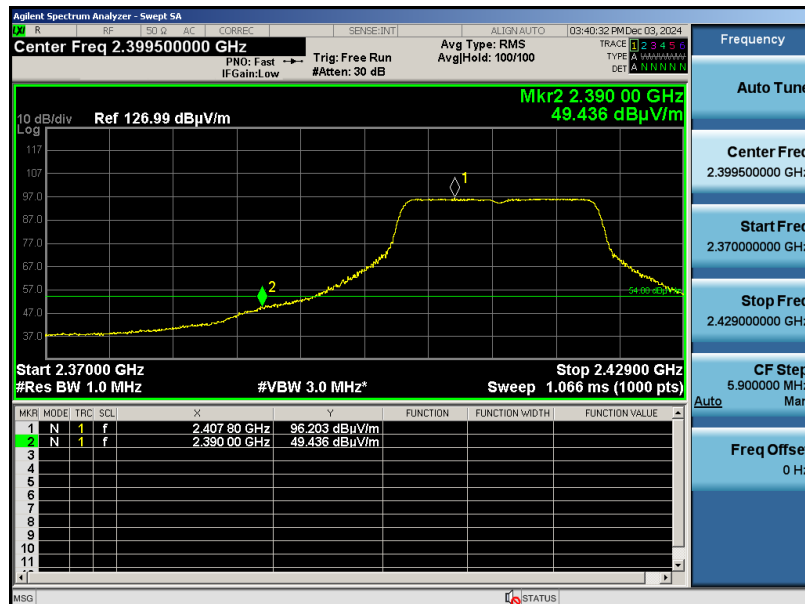 Agilent Spectrum Analyzer - Swept SA
LXI R RF 50 Ω AC CORREC SENSE:INT ALIGN AUTO 03:40:32 PM Dec 03, 2024
Center Freq 2.399500000 GHz
PNO: Fast
IFGain:Low
Trig: Free Run
#Atten: 30 dB
Avg Type: RMS
Avg|Hold: 100/100
TRACE 1 2 3 4 5 6
TYPE A WWWWW
DET A N N N N N
Mkr2 2.390 00 GHz
49.436 dBµV/m
10 dB/div Ref 126.99 dBµV/m
Log
117
107
97.0
87.0
77.0
67.0
57.0
47.0
37.0
1
2
54.00 dBµV/m
Start 2.37000 GHz Stop 2.42900 GHz
#Res BW 1.0 MHz #VBW 3.0 MHz* Sweep 1.066 ms (1000 pts)
MKR MODE TRC SCL X Y FUNCTION FUNCTION WIDTH FUNCTION VALUE
1 N 1 f 2.407 80 GHz 96.203 dBµV/m
2 N 1 f 2.390 00 GHz 49.436 dBµV/m
3
4
5
6
7
8
9
10
11
MSG STATUS
Frequency
Auto Tune
Center Freq
2.399500000 GHz
Start Freq
2.370000000 GHz
Stop Freq
2.429000000 GHz
CF Step
5.900000 MHz
Auto Man
Freq Offset
0 Hz